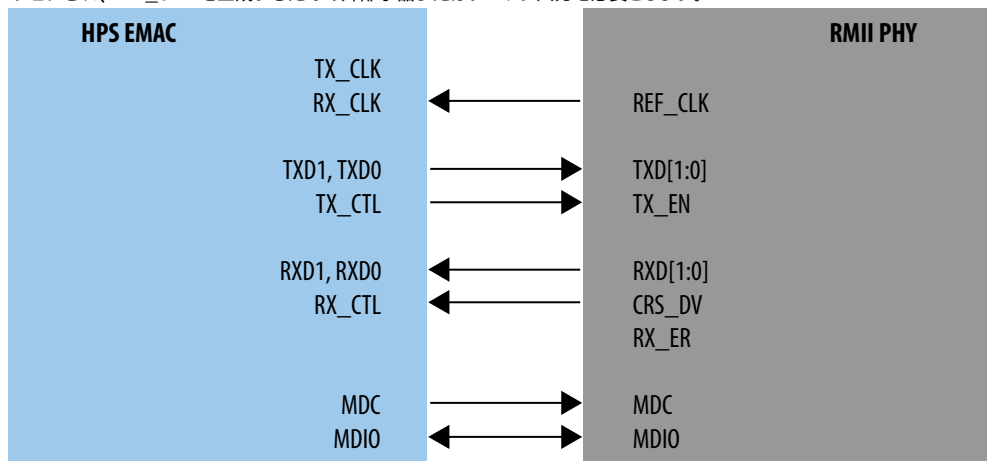 HPS EMAC
RMII PHY
TX_CLK
RX_CLK
REF_CLK
TXD1, TXD0
TXD[1:0]
TX_CTL
TX_EN
RXD1, RXD0
RXD[1:0]
RX_CTL
CRS_DV
RX_ER
MDC
MDC
MDIO
MDIO